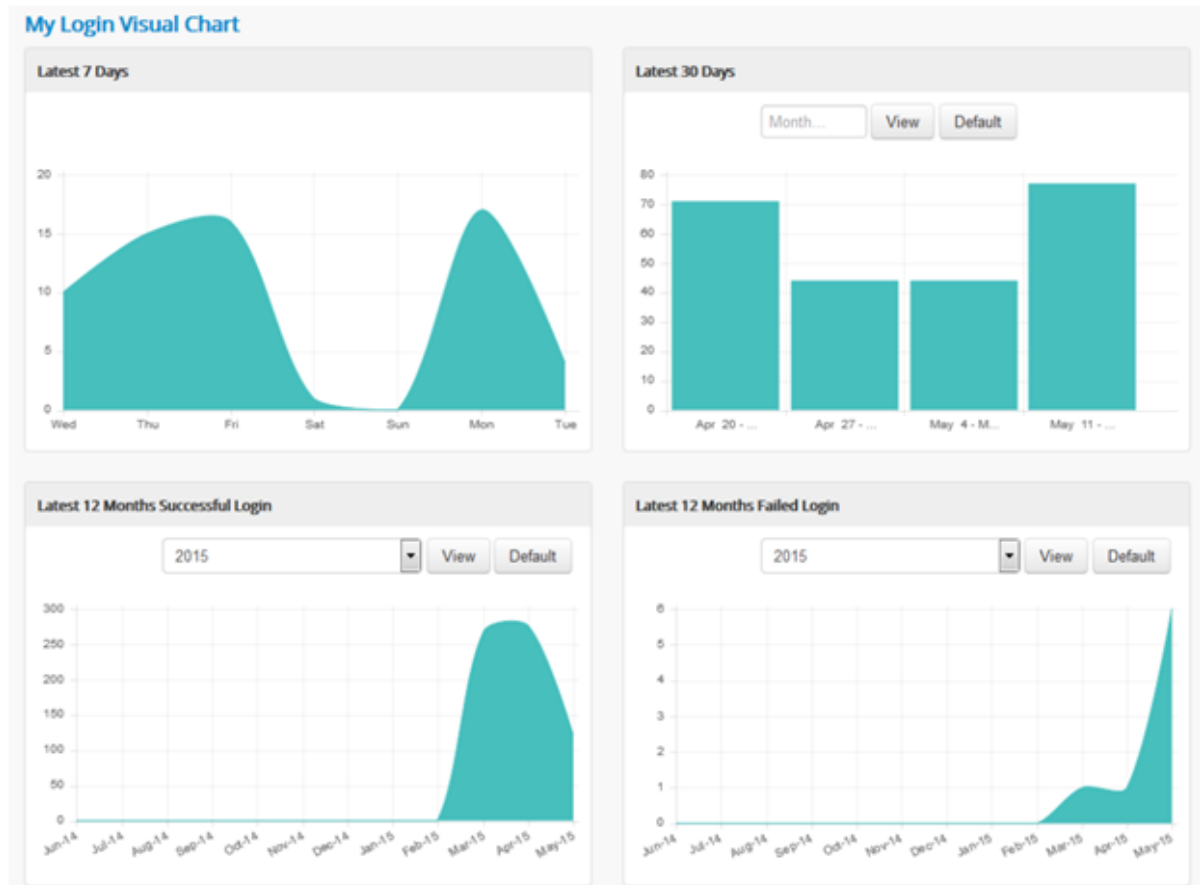 My Login Visual Chart
Latest 7 Days
20
15
10
5
0
Wed Thu Fri Sat Sun Mon Tue
Latest 30 Days
Month... View Default
80
70
60
50
40
30
20
10
0
Apr 20 - ... Apr 27 - ... May 4 - M... May 11 - ...
Latest 12 Months Successful Login
2015 View Default
300
250
200
150
100
50
0
Jun-14 Jul-14 Aug-14 Sep-14 Oct-14 Nov-14 Dec-14 Jan-15 Feb-15 Mar-15 Apr-15 May-15
Latest 12 Months Failed Login
2015 View Default
6
5
4
3
2
1
0
Jun-14 Jul-14 Aug-14 Sep-14 Oct-14 Nov-14 Dec-14 Jan-15 Feb-15 Mar-15 Apr-15 May-15